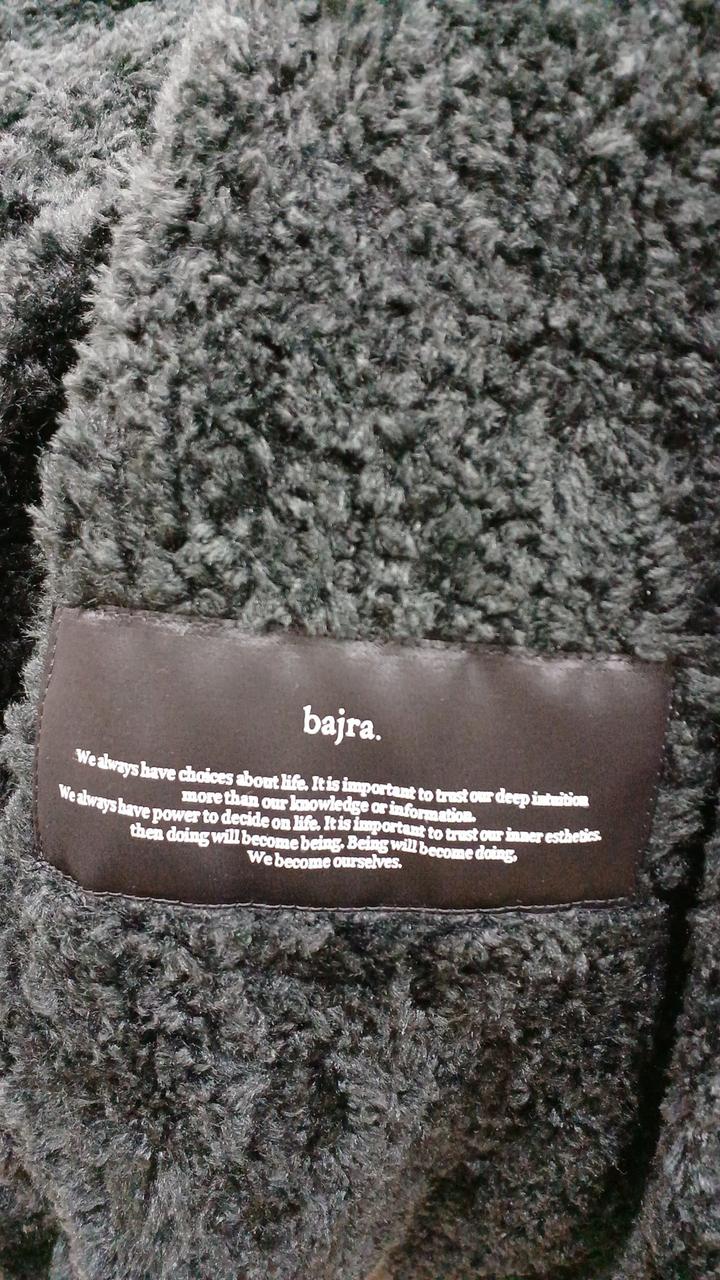 bajra.
We always have choices about life. It is important to trust our deep intuition
more than our knowledge or information.
We always have power to decide on life. It is important to trust our inner esthetics.
then doing will become being. Being will become doing,
We become ourselves.